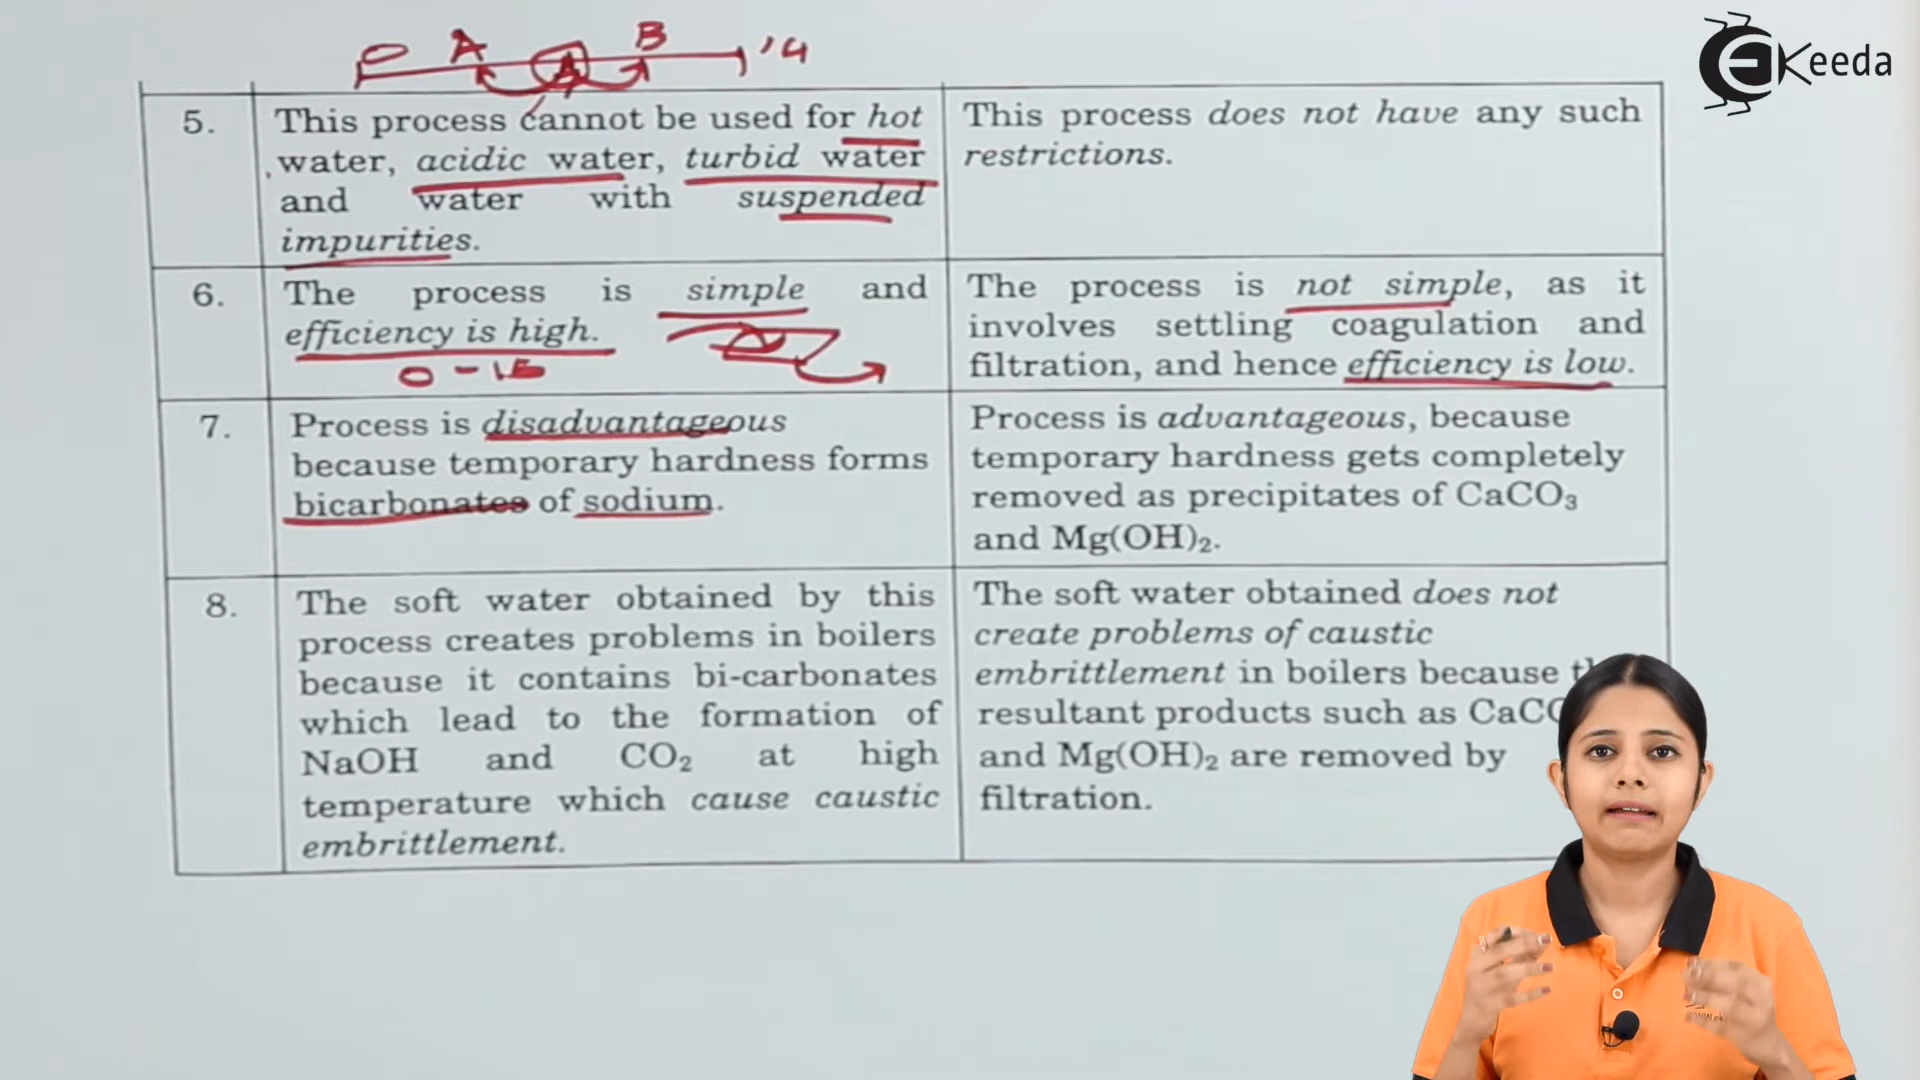 A B 14
Keeda
5. This process cannot be used for hot water, acidic water, turbid water and water with suspended impurities.
This process does not have any such restrictions.
6. The process is simple and efficiency is high.
0 - 15
The process is not simple, as it involves settling coagulation and filtration, and hence efficiency is low.
7. Process is disadvantageous because temporary hardness forms bicarbonates of sodium.
Process is advantageous, because temporary hardness gets completely removed as precipitates of CaCO3 and Mg(OH)2.
8. The soft water obtained by this process creates problems in boilers because it contains bi-carbonates which lead to the formation of NaOH and CO2 at high temperature which cause caustic embrittlement.
The soft water obtained does not create problems of caustic embrittlement in boilers because resultant products such as and Mg(OH)2 are removed by filtration.